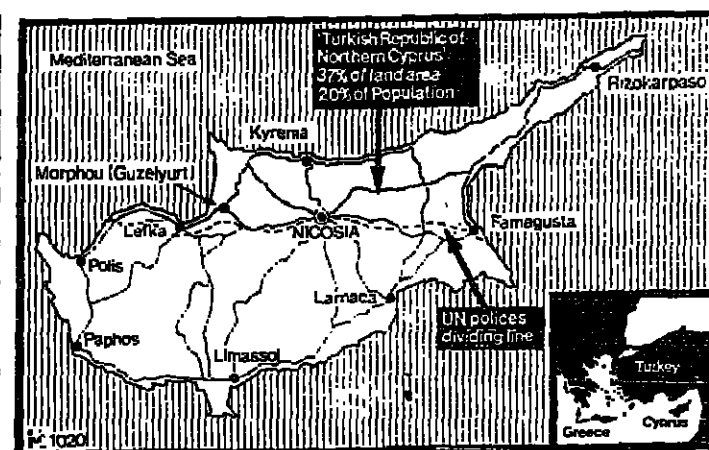 Mediterranean Sea
'Turkish Republic of
Northern Cyprus'
37% of land area
20% of Population
Rizokarpaso
Kyrenia
Morphou (Guzelyurt)
Lefka
NICOSIA
Famagusta
Polis
Larnaca
UN polices
dividing line
Paphos
Limassol
Turkey
Greece
Cyprus
1020